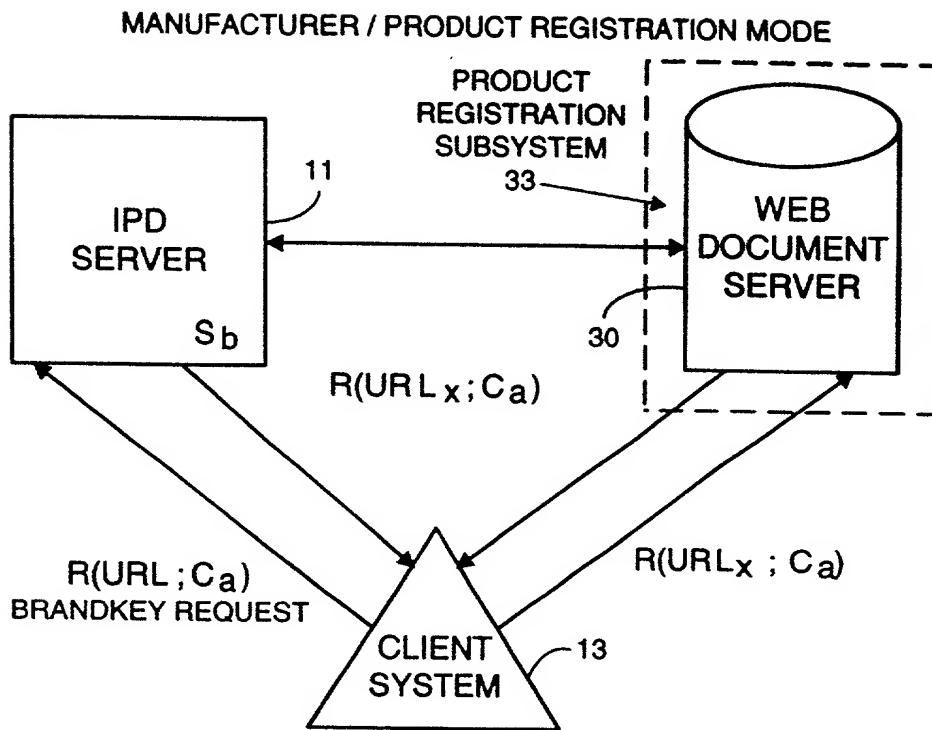 MANUFACTURER / PRODUCT REGISTRATION MODE
PRODUCT
REGISTRATION
SUBSYSTEM
33
11
IPD
SERVER
Sb
WEB
DOCUMENT
SERVER
30
R(URLx;Ca)
R(URL;Ca)
BRANDKEY REQUEST
R(URLx ; Ca)
CLIENT
SYSTEM
13